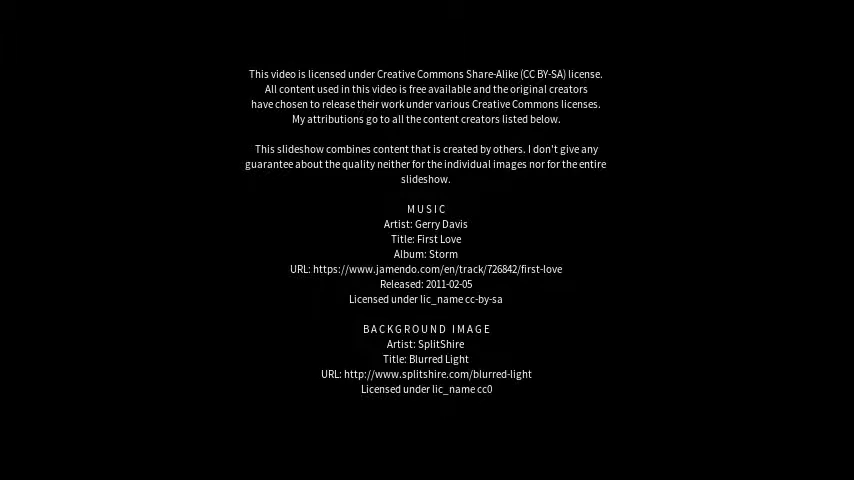 This video is licensed under Creative Commons Share-Alike (CC BY-SA) license.
All content used in this video is free available and the original creators
have chosen to release their work under various Creative Commons licenses.
My attributions go to all the content creators listed below.
This slideshow combines content that is created by others. I don't give any
guarantee about the quality neither for the individual images nor for the entire
slideshow.
MUSIC
Artist: Gerry Davis
Title: First Love
Album: Storm
URL: https://www.jamendo.com/en/track/726842/first-love
Released: 2011-02-05
Licensed under lic_name cc-by-sa
BACKGROUND IMAGE
Artist: SplitShire
Title: Blurred Light
URL: http://www.splitshire.com/blurred-light
Licensed under lic_name cc0